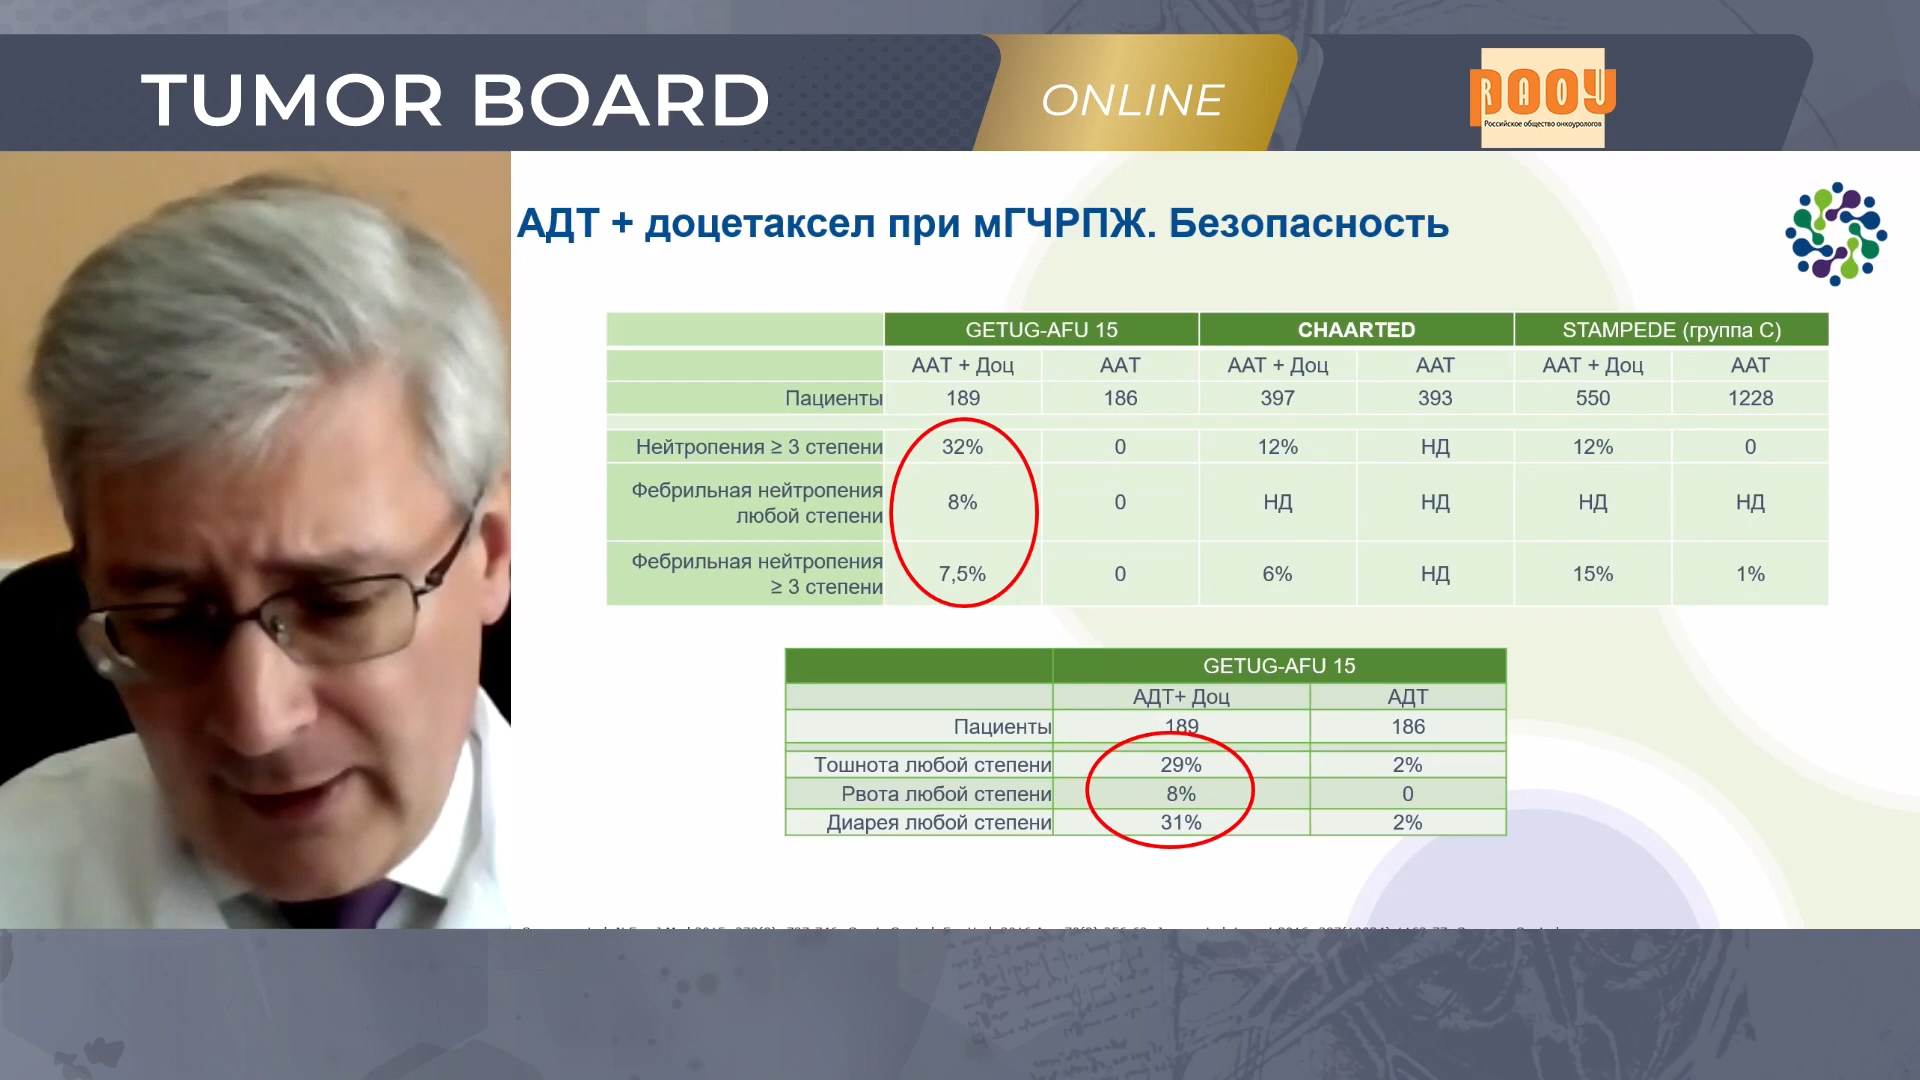 TUMOR BOARD
ONLINE
РАОУ
Российское общество онкоурологов
АДТ + доцетаксел при мГЧРПЖ. Безопасность
GETUG-AFU 15 CHAARTED STAMPEDE (группа С)
ААТ + Доц ААТ ААТ + Доц ААТ ААТ + Доц ААТ
Пациенты 189 186 397 393 550 1228
Нейтропения ≥ 3 степени 32% 0 12% НД 12% 0
Фебрильная нейтропения
любой степени 8% 0 НД НД НД НД
Фебрильная нейтропения
≥ 3 степени 7,5% 0 6% НД 15% 1%
GETUG-AFU 15
АДТ+ Доц АДТ
Пациенты 189 186
Тошнота любой степени 29% 2%
Рвота любой степени 8% 0
Диарея любой степени 31% 2%